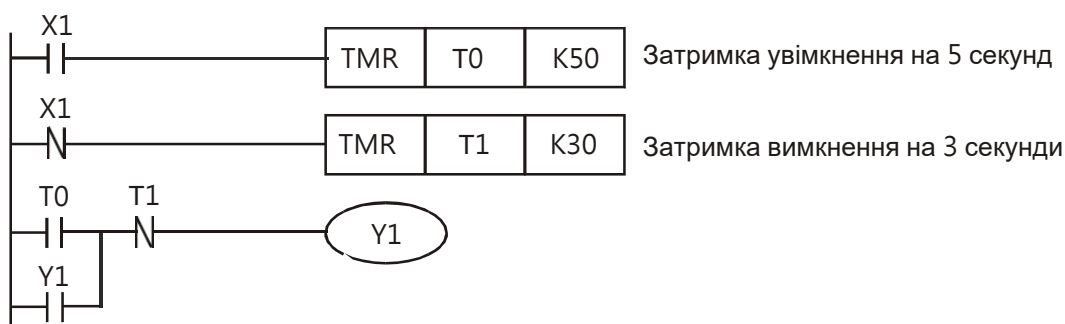 X1
TMR T0 K50 Затримка увімкнення на 5 секунд
X1
TMR T1 K30 Затримка вимкнення на 3 секунди
T0 T1
Y1
Y1